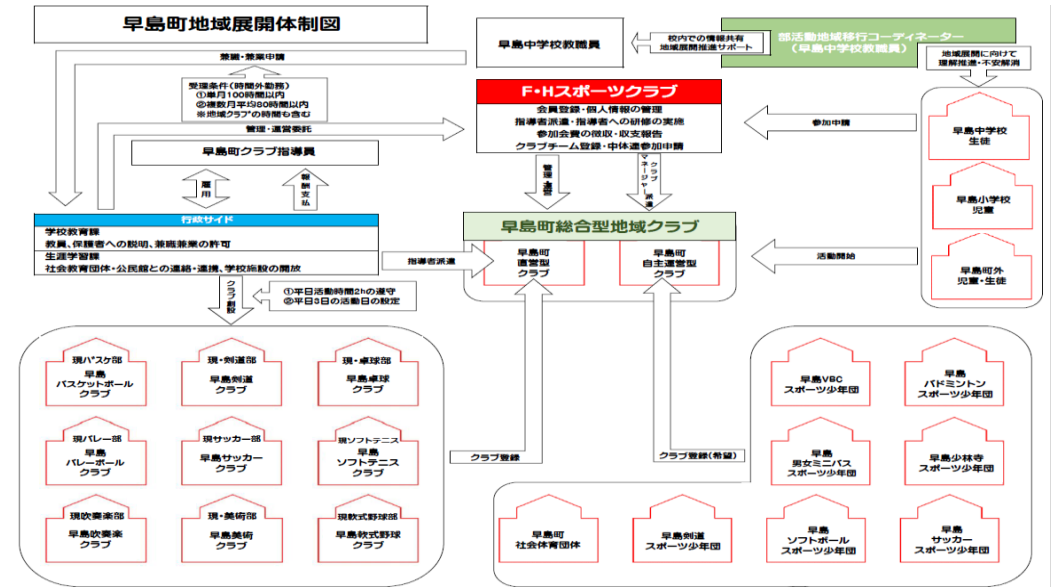 早島町地域展開体制図
早島中学校教職員
校内での情報共有
地域展開推進サポート
部活動地域移行コーディネーター
(早島中学校教職員)
兼職・兼業申請
地域展開に向けて
理解推進・不安解消
受理条件(時間外勤務)
①単月100時間以内
②複数月平均80時間以内
※地域クラブの時間も含む
F・Hスポーツクラブ
会員登録・個人情報の管理
指導者派遣・指導者への研修の実施
参加会費の徴収・収支報告
クラブチーム登録・中体連参加申請
管理・運営委託
参加申請
早島中学校
生徒
早島町クラブ指導員
雇用
報酬支払
管理・運営
クラブ
マネージャー派遣
早島小学校
児童
行政サイド
学校教育課
教員、保護者への説明、兼職兼業の許可
生涯学習課
社会教育団体・公民館との連絡・連携、学校施設の開放
早島町総合型地域クラブ
早島町
直営型
クラブ
早島町
自主運営型
クラブ
指導者派遣
活動開始
早島町外
児童・生徒
クラブ創設
①平日活動時間2hの遵守
②平日3日の活動日の設定
現バスケ部
早島
バスケットボール
クラブ
現・剣道部
早島剣道
クラブ
現・卓球部
早島卓球
クラブ
早島VBC
スポーツ少年団
早島
バドミントン
スポーツ少年団
現バレー部
早島
バレーボール
クラブ
現サッカー部
早島サッカー
クラブ
現ソフトテニス
早島
ソフトテニス
クラブ
クラブ登録
クラブ登録(希望)
早島
男女ミニバス
スポーツ少年団
早島少林寺
スポーツ少年団
現吹奏楽部
早島吹奏楽
クラブ
現・美術部
早島美術
クラブ
現軟式野球部
早島軟式野球
クラブ
早島町
社会体育団体
早島剣道
スポーツ少年団
早島
ソフトボール
スポーツ少年団
早島
サッカー
スポーツ少年団